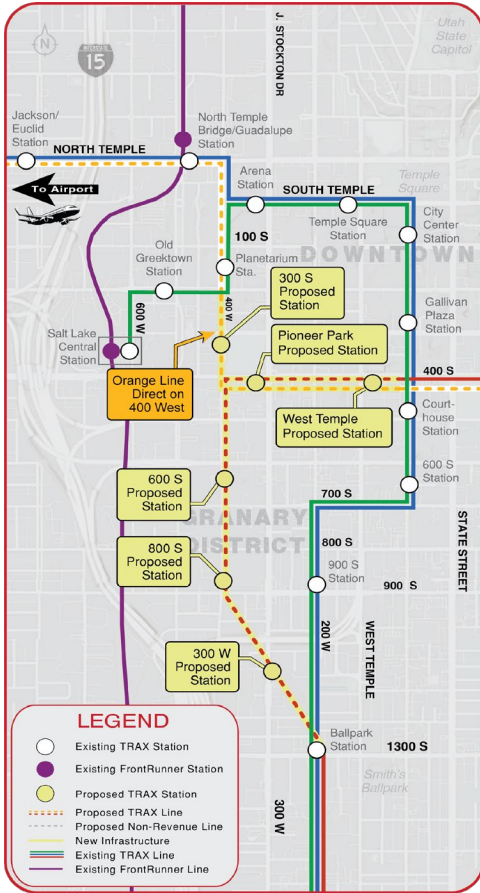 J. STOCKTON DR
Utah
State
Capitol
N
INTERSTATE
15
Jackson/
Euclid
Station
NORTH TEMPLE
North Temple
Bridge/Guadalupe
Station
To Airport
Arena
Station
SOUTH TEMPLE
Temple
Square
Temple Square
Station
City
Center
Station
100 S
DOWNTOWN
Old
Greektown
Station
Planetarium
Sta.
300 S
Proposed
Station
600 W
400 W
Gallivan
Plaza
Station
Salt Lake
Central
Station
Pioneer Park
Proposed Station
400 S
Orange Line
Direct on
400 West
West Temple
Proposed Station
Court-
house
Station
600 S
Proposed
Station
600 S
Station
700 S
GRANARY
DISTRICT
STATE STREET
800 S
800 S
Proposed
Station
900 S
Station
900 S
200 W
WEST TEMPLE
300 W
Proposed
Station
Ballpark
Station
1300 S
Smith's
Ballpark
300 W
LEGEND
Existing TRAX Station
Existing FrontRunner Station
Proposed TRAX Station
Proposed TRAX Line
Proposed Non-Revenue Line
New Infrastructure
Existing TRAX Line
Existing FrontRunner Line